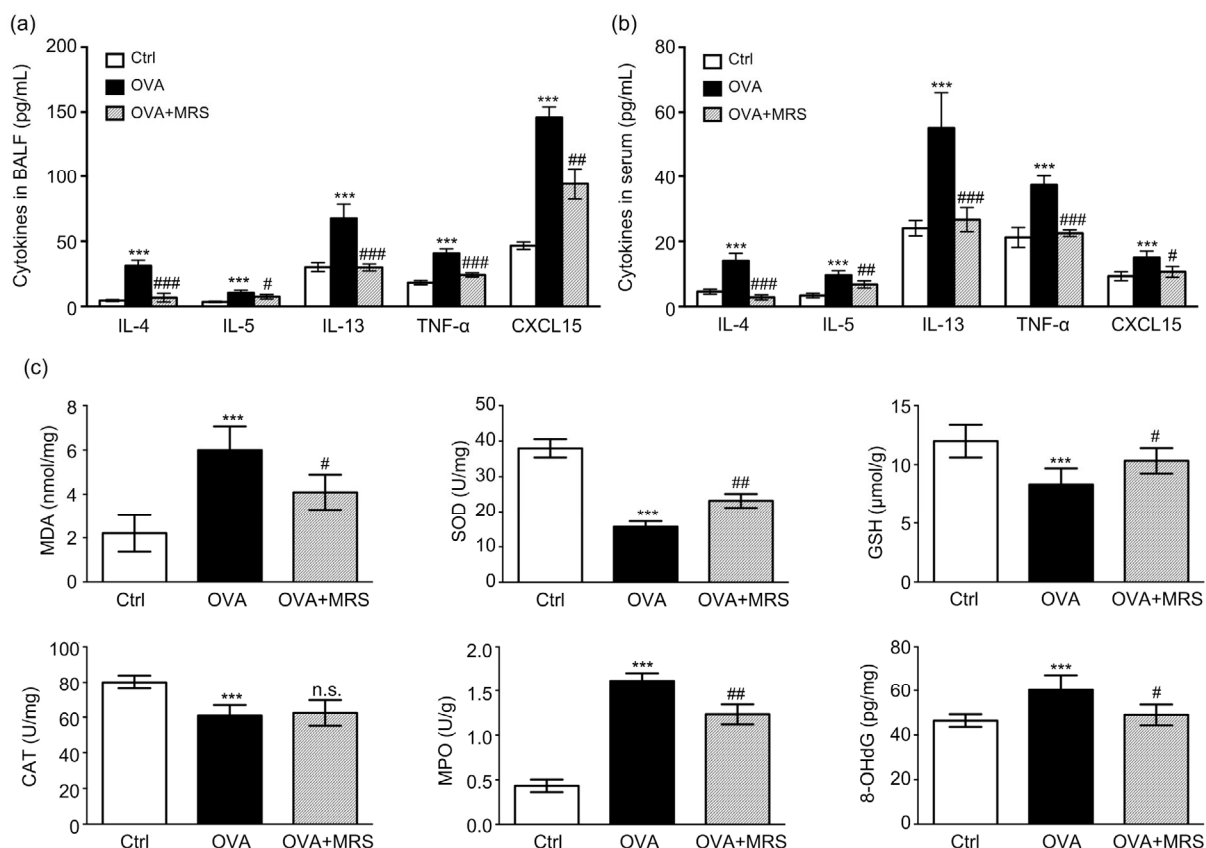 (a)
Cytokines in BALF (pg/mL)
200
150
100
50
0
Ctrl
OVA
OVA+MRS
***
###
***
#
***
###
***
###
***
##
IL-4 IL-5 IL-13 TNF-α CXCL15
(b)
Cytokines in serum (pg/mL)
80
60
40
20
0
Ctrl
OVA
OVA+MRS
***
###
***
##
***
###
***
###
***
#
IL-4 IL-5 IL-13 TNF-α CXCL15
(c)
MDA (nmol/mg)
8
6
4
2
0
***
#
Ctrl OVA OVA+MRS
SOD (U/mg)
50
40
30
20
10
0
***
##
Ctrl OVA OVA+MRS
GSH (μmol/g)
15
10
5
0
***
#
Ctrl OVA OVA+MRS
CAT (U/mg)
100
80
60
40
20
0
***
n.s.
Ctrl OVA OVA+MRS
MPO (U/g)
2.0
1.5
1.0
0.5
0.0
***
##
Ctrl OVA OVA+MRS
8-OHdG (pg/mg)
80
60
40
20
0
***
#
Ctrl OVA OVA+MRS